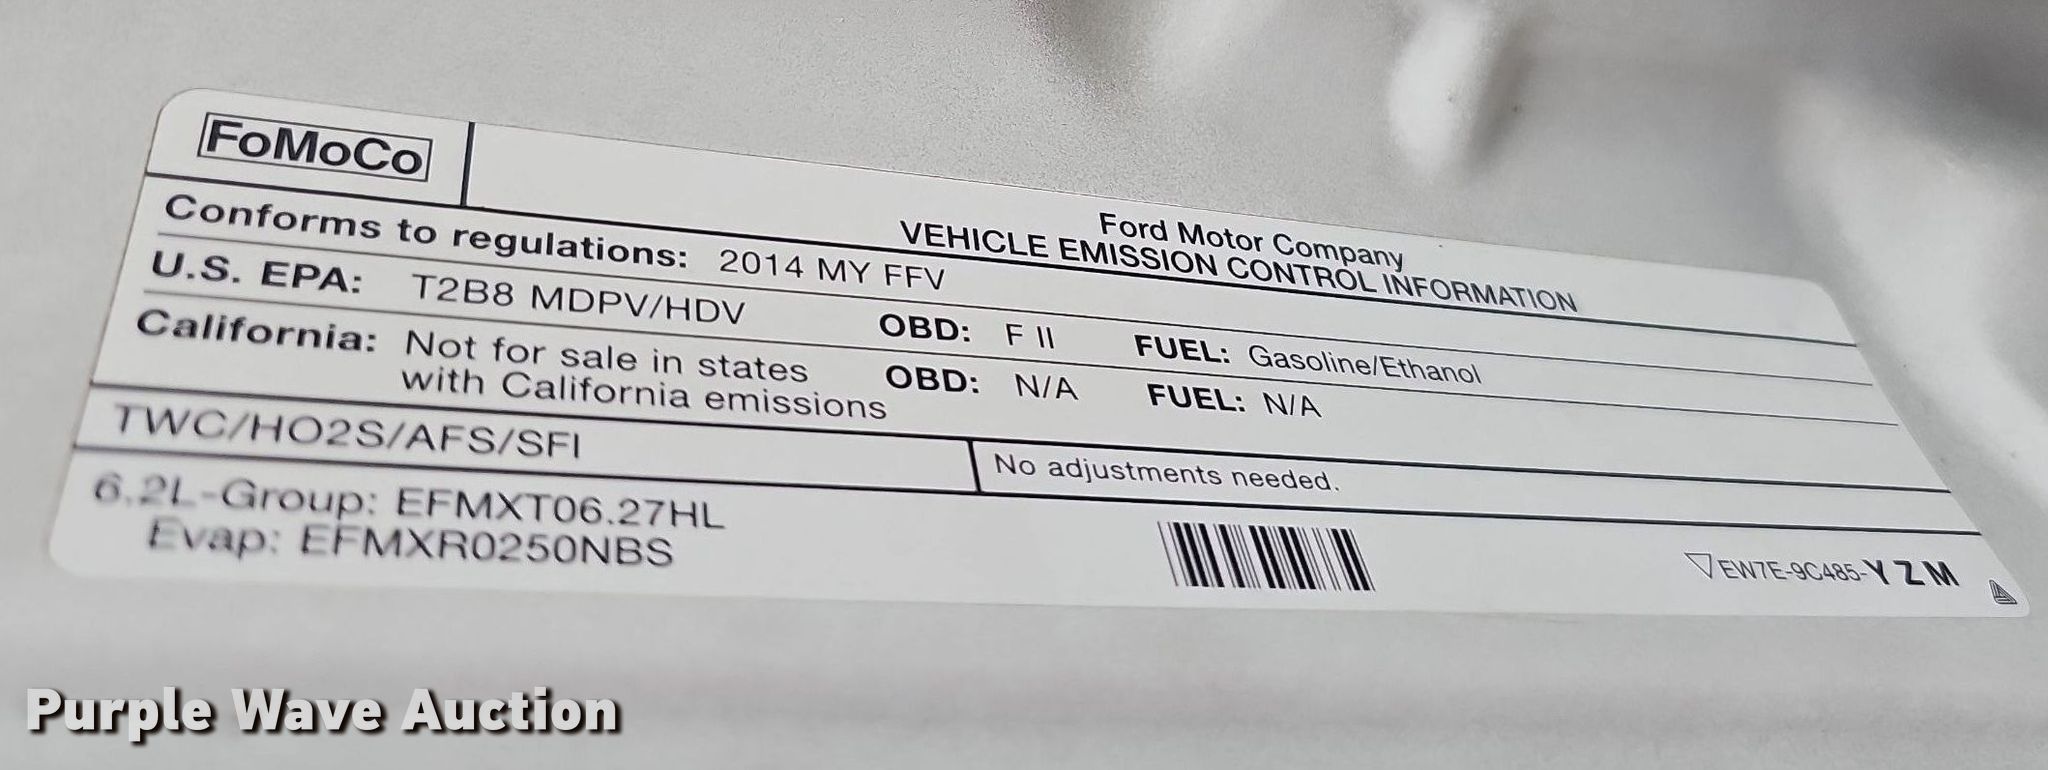 FoMoCo
Ford Motor Company
VEHICLE EMISSION CONTROL INFORMATION
Conforms to regulations: 2014 MY FFV
U.S. EPA: T2B8 MDPV/HDV OBD: F II FUEL: Gasoline/Ethanol
California: Not for sale in states OBD: N/A FUEL: N/A
with California emissions
TWC/HO2S/AFS/SFI
No adjustments needed.
6.2L-Group: EFMXT06.27HL
Evap: EFMXR0250NBS
EW7E-9C485-YZM
Purple Wave Auction